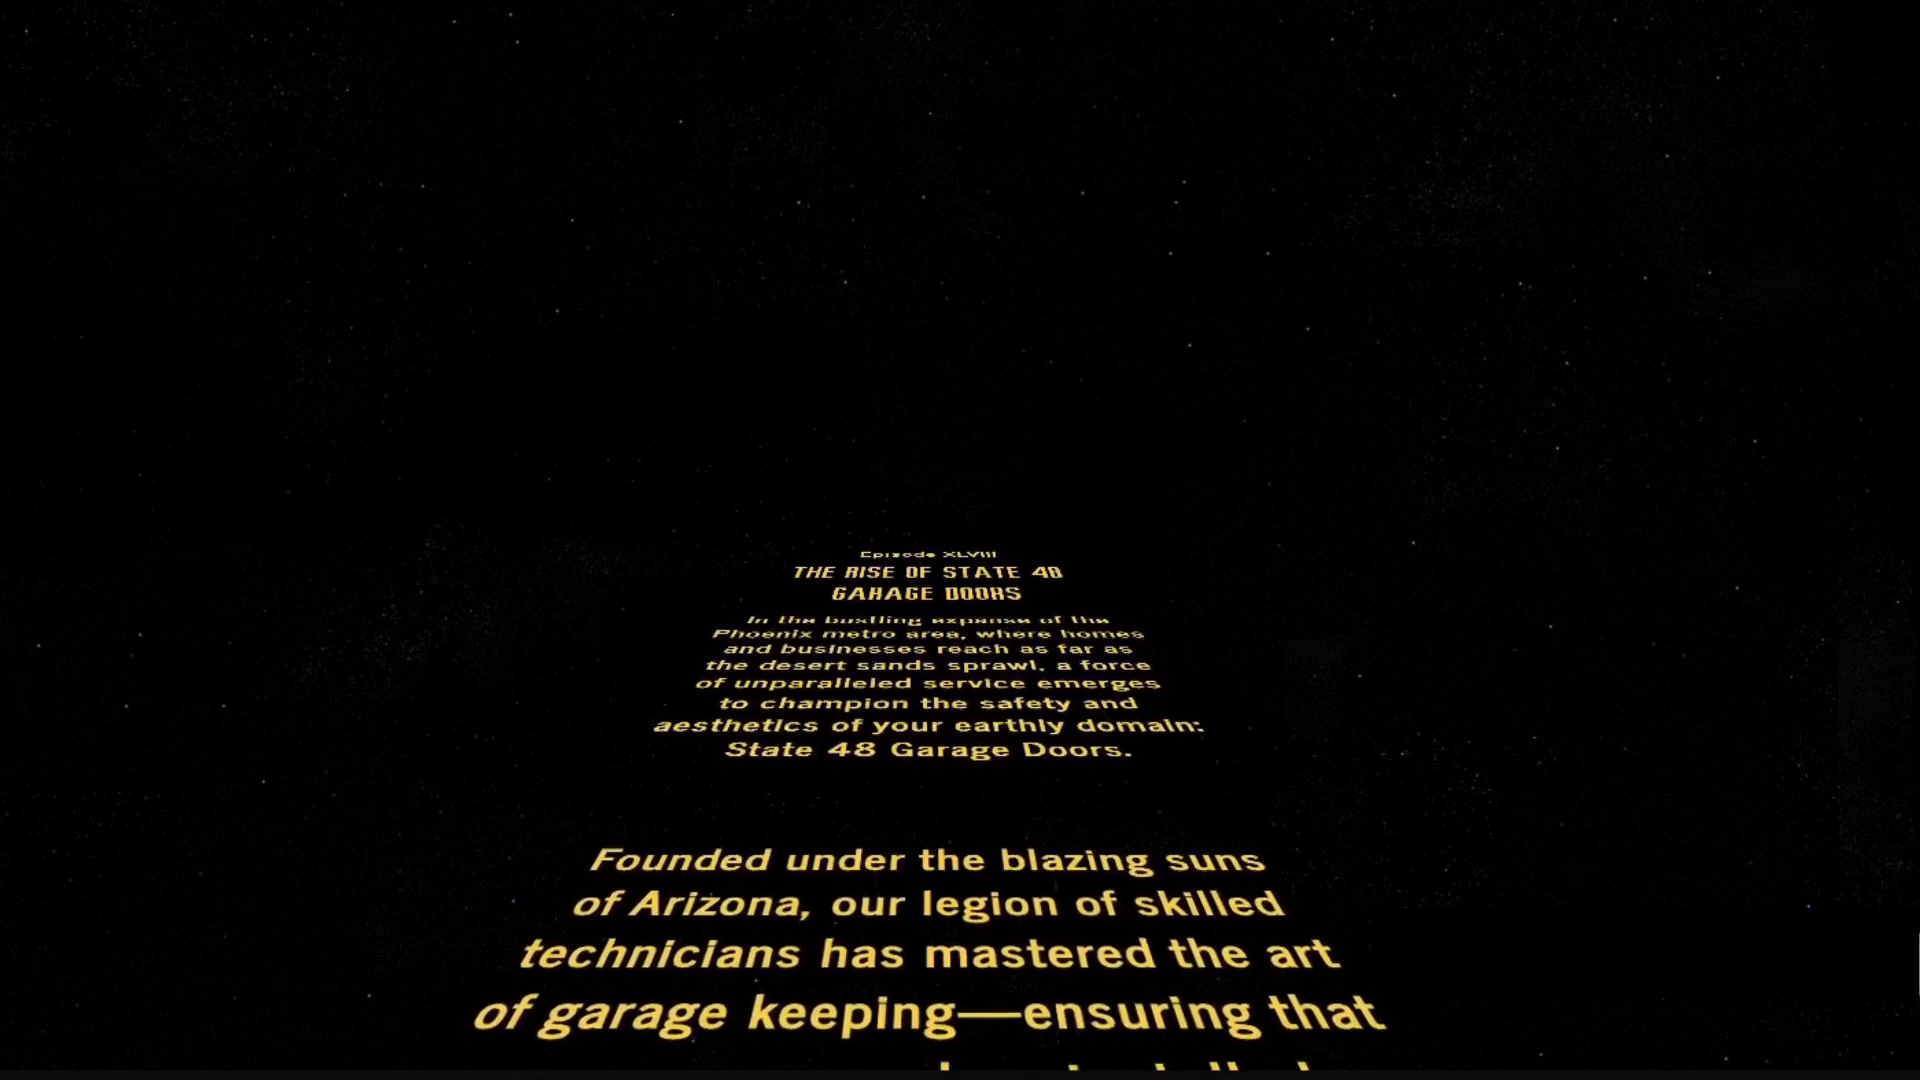 Episode XLVIII
THE RISE OF STATE 48
GARAGE DOORS
In the bustling expanse of the
Phoenix metro area, where homes
and businesses reach as far as
the desert sands sprawl, a force
of unparalleled service emerges
to champion the safety and
aesthetics of your earthly domain:
State 48 Garage Doors.
Founded under the blazing suns
of Arizona, our legion of skilled
technicians has mastered the art
of garage keeping—ensuring that